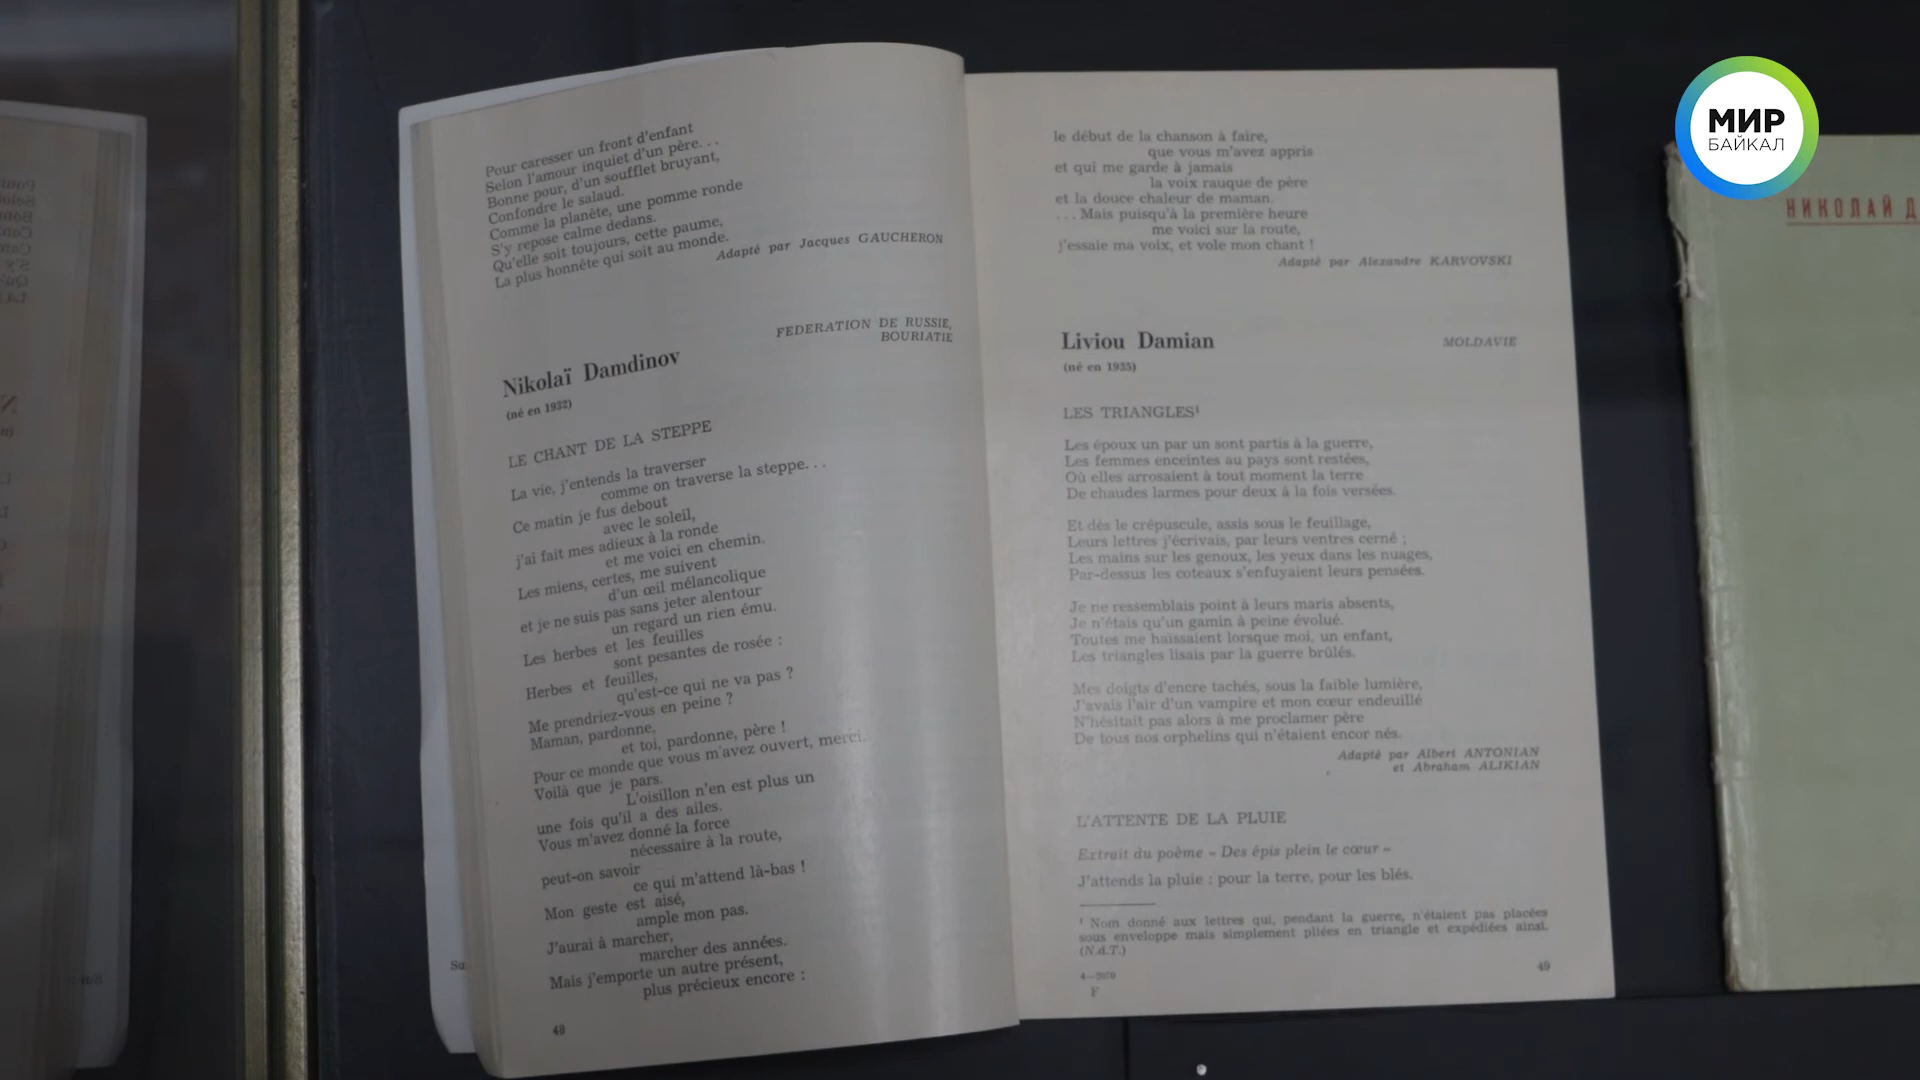 Pour caresser un front d'enfant
Selon l'amour inquiet d'un père...
Bonne pour, d'un soufflet bruyant,
Confondre le salaud.
Comme la planète, une pomme ronde
S'y repose calme dedans.
Qu'elle soit toujours, cette paume,
La plus honnête qui soit au monde.
Adapté par Jacques GAUCHERON
FEDERATION DE RUSSIE,
BOURIATIE
Nikolaï Damdinov
(né en 1932)
LE CHANT DE LA STEPPE
La vie, j'entends la traverser
comme on traverse la steppe...
Ce matin je fus debout
avec le soleil,
j'ai fait mes adieux à la ronde
et me voici en chemin.
Les miens, certes, me suivent
d'un œil mélancolique
et je ne suis pas sans jeter alentour
un regard un rien ému.
Les herbes et les feuilles
sont pesantes de rosée :
Herbes et feuilles,
qu'est-ce qui ne va pas ?
Me prendriez-vous en peine ?
Maman, pardonne,
et toi, pardonne, père !
Pour ce monde que vous m'avez ouvert, merci.
Voilà que je pars.
L'oisillon n'en est plus un
une fois qu'il a des ailes.
Vous m'avez donné la force
nécessaire à la route,
peut-on savoir
ce qui m'attend là-bas !
Mon geste est aisé,
ample mon pas.
J'aurai à marcher,
marcher des années.
Mais j'emporte un autre présent,
plus précieux encore :
48
le début de la chanson à faire,
que vous m'avez appris
et qui me garde à jamais
la voix rauque de père
et la douce chaleur de maman.
...Mais puisqu'à la première heure
me voici sur la route,
j'essaie ma voix, et vole mon chant !
Adapté par Alexandre KARVOVSKI
Liviou Damian
MOLDAVIE
(né en 1935)
LES TRIANGLES¹
Les époux un par un sont partis à la guerre,
Les femmes enceintes au pays sont restées,
Où elles arrosaient à tout moment la terre
De chaudes larmes pour deux à la fois versées.
Et dès le crépuscule, assis sous le feuillage,
Leurs lettres j'écrivais, par leurs ventres cerné ;
Les mains sur les genoux, les yeux dans les nuages,
Par-dessus les coteaux s'enfuyaient leurs pensées.
Je ne ressemblais point à leurs maris absents,
Je n'étais qu'un gamin à peine évolué.
Toutes me haïssaient lorsque moi, un enfant,
Les triangles lisais par la guerre brûlés.
Mes doigts d'encre tachés, sous la faible lumière,
J'avais l'air d'un vampire et mon cœur endeuillé
N'hésitait pas alors à me proclamer père
De tous nos orphelins qui n'étaient encor nés.
Adapté par Albert ANTONIAN
et Abraham ALIKIAN
L'ATTENTE DE LA PLUIE
Extrait du poème « Des épis plein le cœur »
J'attends la pluie : pour la terre, pour les blés.
¹ Nom donné aux lettres qui, pendant la guerre, n'étaient pas placées
sous enveloppe mais simplement pliées en triangle et expédiées ainsi.
(N.d.T.)
4—3970
F
49
МИР
БАЙКАЛ
НИКОЛАЙ Д